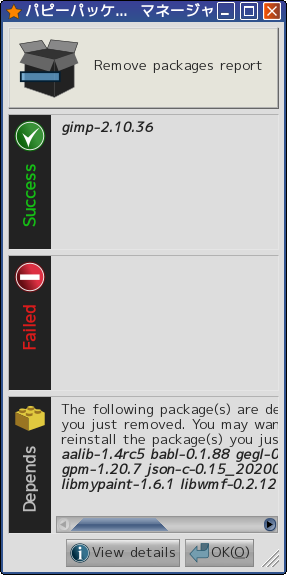 パピーパッケ... マネージャ
Remove packages report
gimp-2.10.36
Success
Failed
The following package(s) are de
you just removed. You may wan
reinstall the package(s) you jus
aalib-1.4rc5 babl-0.1.88 gegl-0
gpm-1.20.7 json-c-0.15_20200
libmypaint-1.6.1 libwmf-0.2.12
Depends
View details
OK(O)